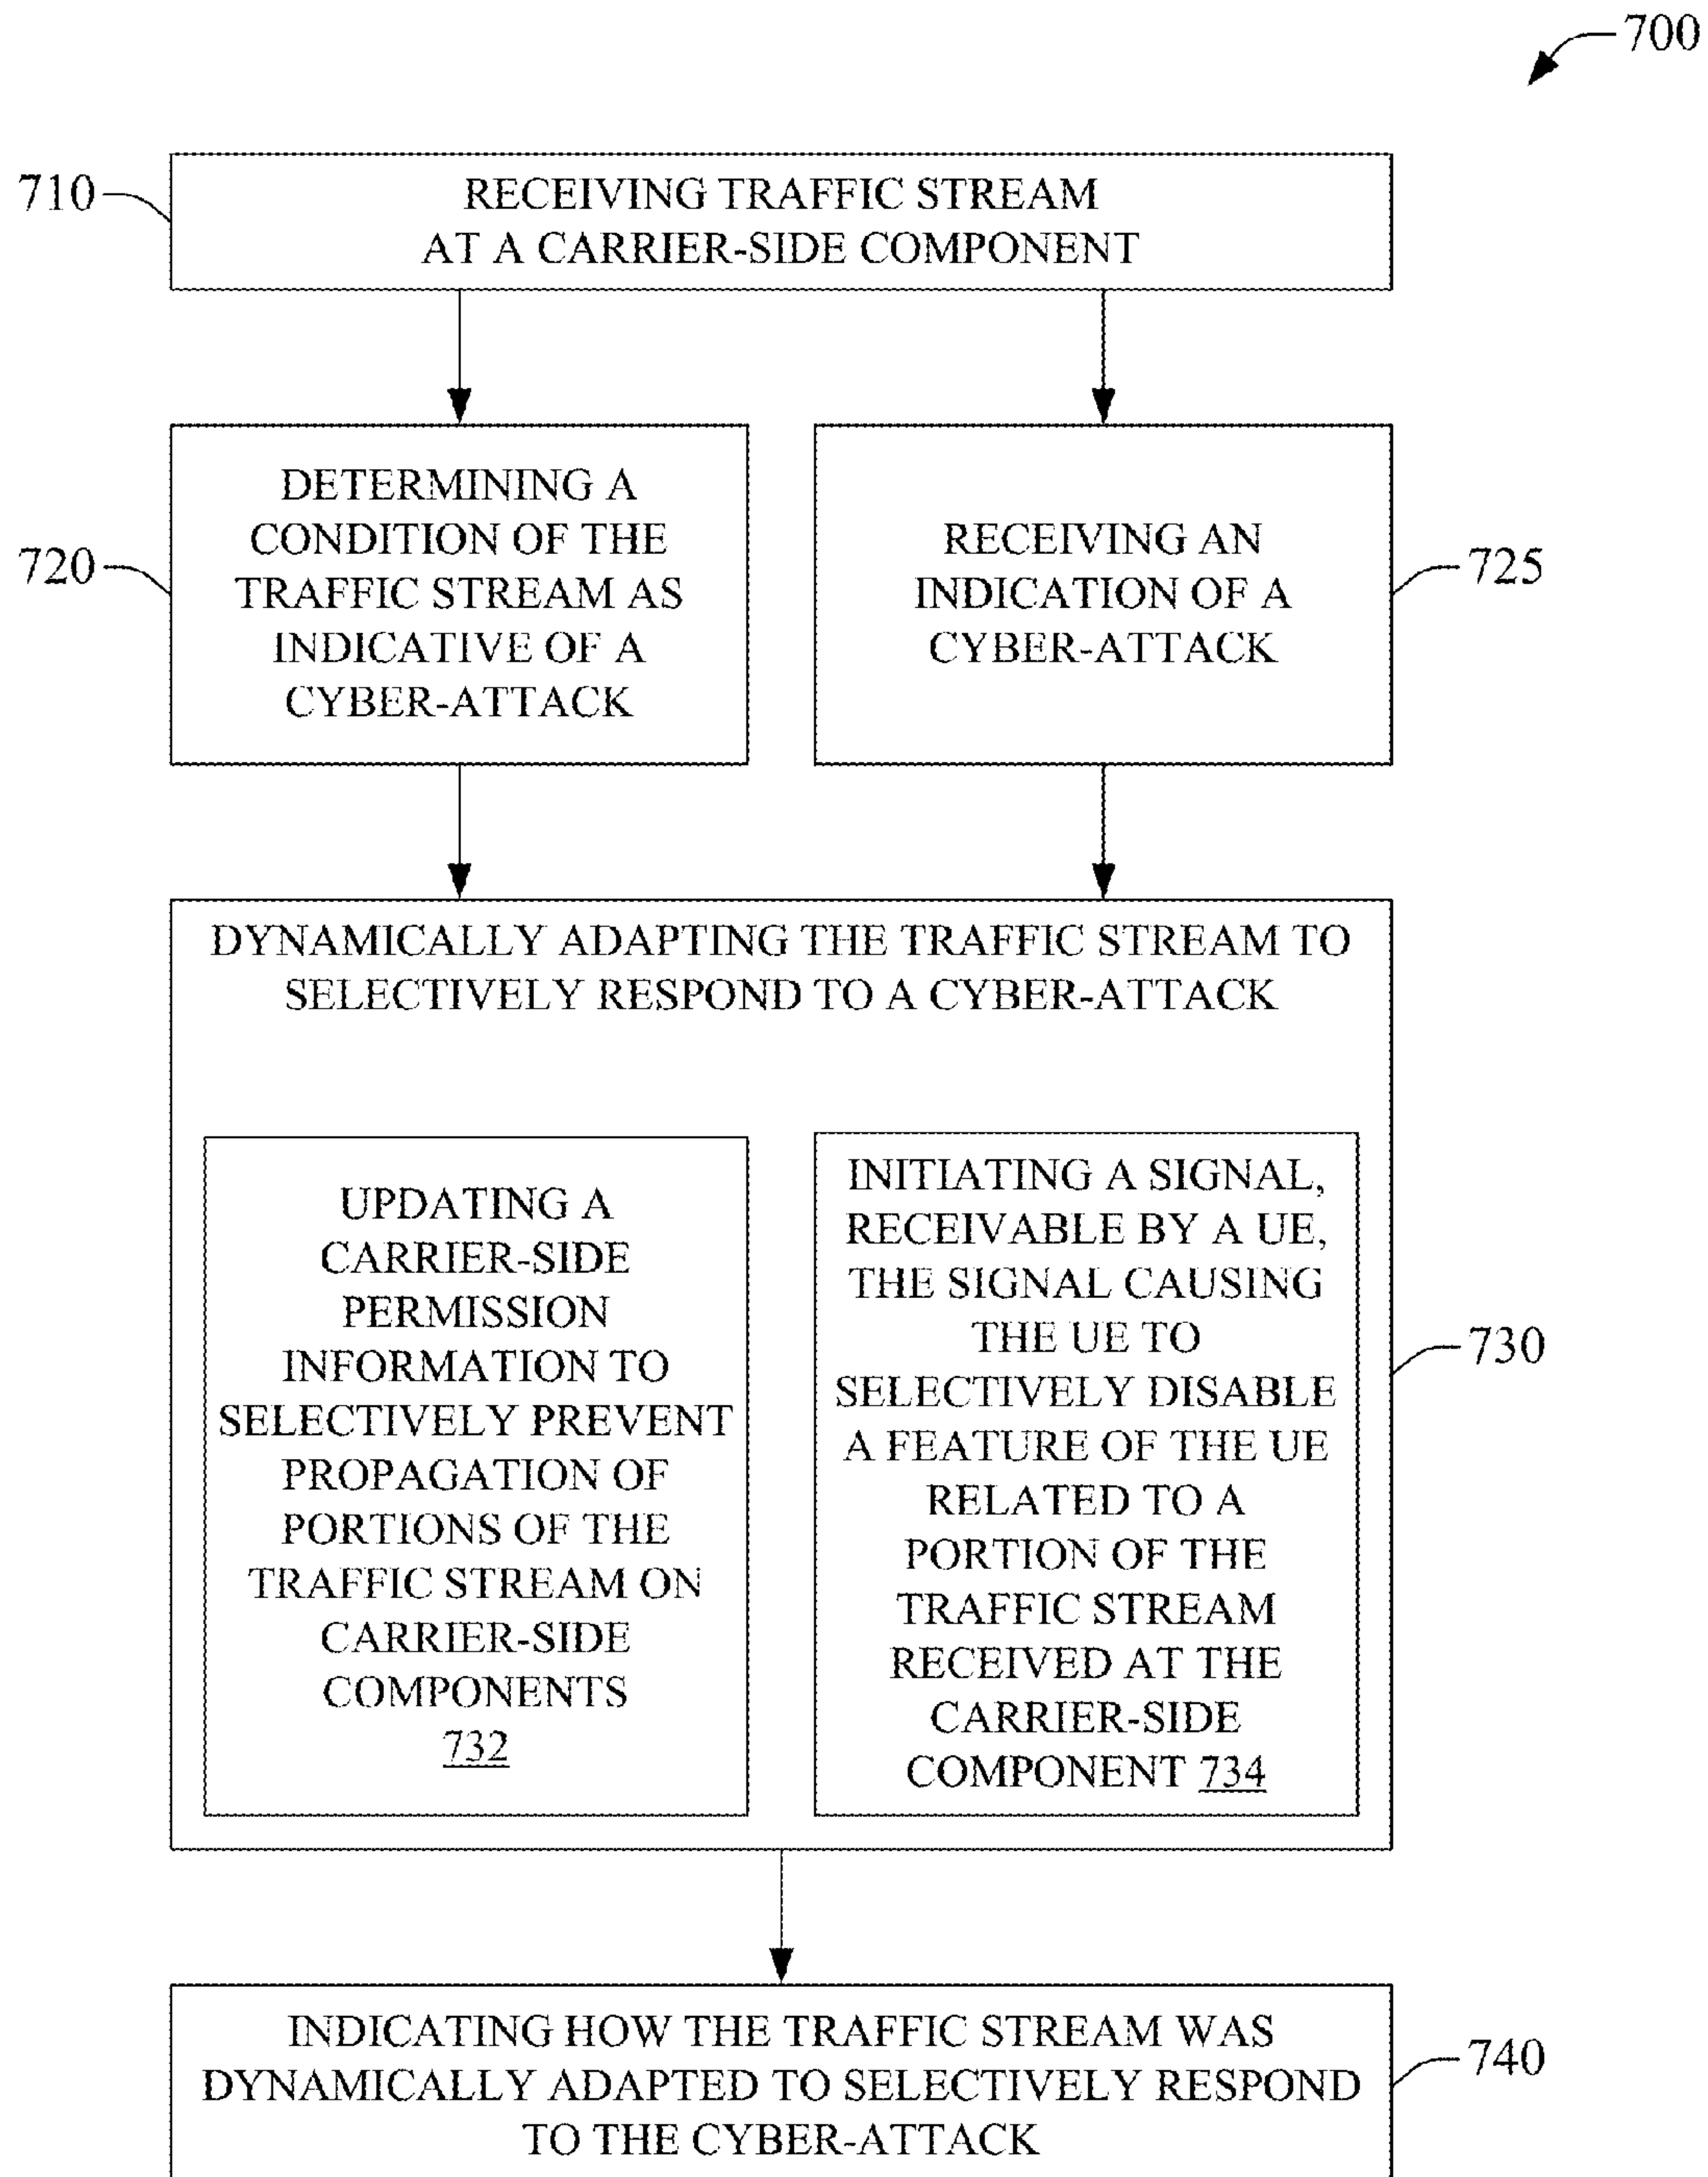 700
710
RECEIVING TRAFFIC STREAM
AT A CARRIER-SIDE COMPONENT
720
DETERMINING A
CONDITION OF THE
TRAFFIC STREAM AS
INDICATIVE OF A
CYBER-ATTACK
RECEIVING AN
INDICATION OF A
CYBER-ATTACK
725
DYNAMICALLY ADAPTING THE TRAFFIC STREAM TO
SELECTIVELY RESPOND TO A CYBER-ATTACK
UPDATING A
CARRIER-SIDE
PERMISSION
INFORMATION TO
SELECTIVELY PREVENT
PROPAGATION OF
PORTIONS OF THE
TRAFFIC STREAM ON
CARRIER-SIDE
COMPONENTS
732
INITIATING A SIGNAL,
RECEIVABLE BY A UE,
THE SIGNAL CAUSING
THE UE TO
SELECTIVELY DISABLE
A FEATURE OF THE UE
RELATED TO A
PORTION OF THE
TRAFFIC STREAM
RECEIVED AT THE
CARRIER-SIDE
COMPONENT 734
730
INDICATING HOW THE TRAFFIC STREAM WAS
DYNAMICALLY ADAPTED TO SELECTIVELY RESPOND
TO THE CYBER-ATTACK
740